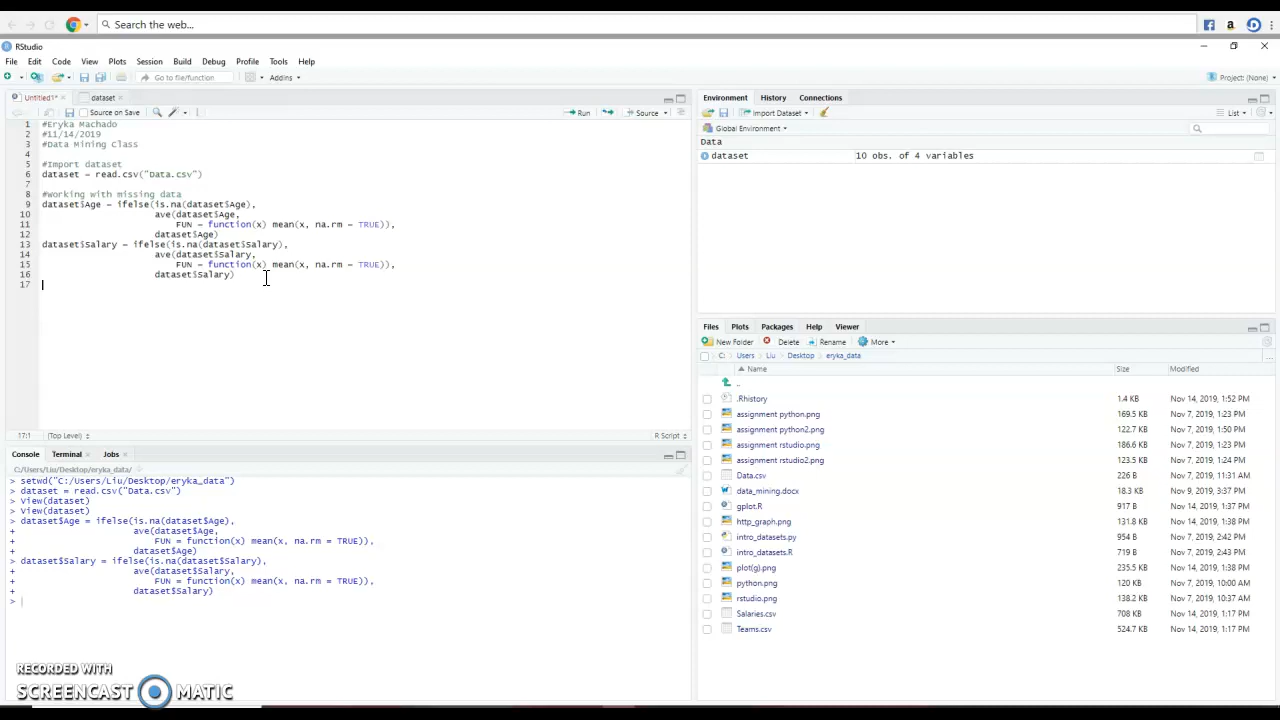 Search the web...
RStudio
File Edit Code View Plots Session Build Debug Profile Tools Help
Go to file/function Addins Project: (None)
Untitled1* dataset
Source on Save Run Source
1 #Eryka Machado
2 #11/14/2019
3 #Data Mining Class
4
5 #Import dataset
6 dataset = read.csv("Data.csv")
7
8 #Working with missing data
9 dataset$Age = ifelse(is.na(dataset$Age),
10 ave(dataset$Age,
11 FUN = function(x) mean(x, na.rm = TRUE)),
12 dataset$Age)
13 dataset$Salary = ifelse(is.na(dataset$Salary),
14 ave(dataset$Salary,
15 FUN = function(x) mean(x, na.rm = TRUE)),
16 dataset$Salary)
17
17:1 (Top Level) R Script
Console Terminal Jobs
C:/Users/Liu/Desktop/eryka_data/
> setwd("C:/Users/Liu/Desktop/eryka_data")
> dataset = read.csv("Data.csv")
> View(dataset)
> View(dataset)
> dataset$Age = ifelse(is.na(dataset$Age),
+ ave(dataset$Age,
+ FUN = function(x) mean(x, na.rm = TRUE)),
+ dataset$Age)
> dataset$Salary = ifelse(is.na(dataset$Salary),
+ ave(dataset$Salary,
+ FUN = function(x) mean(x, na.rm = TRUE)),
+ dataset$Salary)
>
Environment History Connections
Import Dataset List
Global Environment
Data
dataset 10 obs. of 4 variables
Files Plots Packages Help Viewer
New Folder Delete Rename More
C: Users Liu Desktop eryka_data
Name Size Modified
..
.Rhistory 1.4 KB Nov 14, 2019, 1:52 PM
assignment python.png 169.5 KB Nov 7, 2019, 1:23 PM
assignment python2.png 122.7 KB Nov 7, 2019, 1:50 PM
assignment rstudio.png 186.6 KB Nov 7, 2019, 1:23 PM
assignment rstudio2.png 123.5 KB Nov 7, 2019, 1:24 PM
Data.csv 226 B Nov 7, 2019, 11:31 AM
data_mining.docx 18.3 KB Nov 9, 2019, 3:37 PM
gplot.R 917 B Nov 14, 2019, 1:37 PM
http_graph.png 131.8 KB Nov 14, 2019, 1:38 PM
intro_datasets.py 954 B Nov 7, 2019, 2:42 PM
intro_datasets.R 719 B Nov 7, 2019, 2:43 PM
plot(g).png 235.5 KB Nov 14, 2019, 1:38 PM
python.png 120 KB Nov 7, 2019, 10:00 AM
rstudio.png 138.2 KB Nov 7, 2019, 10:37 AM
Salaries.csv 708 KB Nov 14, 2019, 1:17 PM
Teams.csv 524.7 KB Nov 14, 2019, 1:17 PM
RECORDED WITH
SCREENCAST MATIC